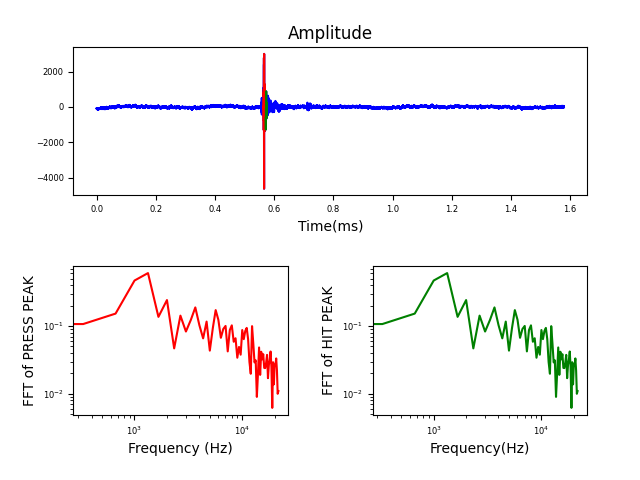 Amplitude
2000
0
−2000
−4000
0.0 0.2 0.4 0.6 0.8 1.0 1.2 1.4 1.6
Time(ms)
FFT of PRESS PEAK
10⁻¹
10⁻²
10³ 10⁴
Frequency (Hz)
FFT of HIT PEAK
10⁻¹
10⁻²
10³ 10⁴
Frequency(Hz)